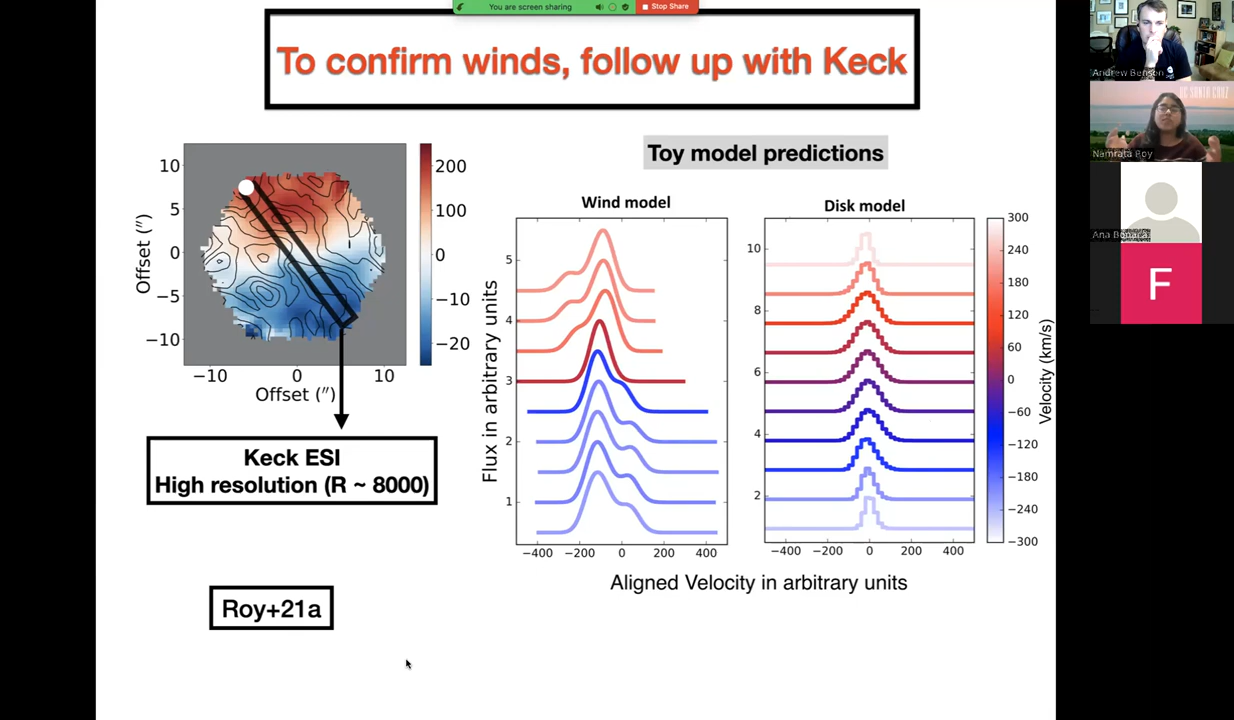 You are screen sharing
Stop Share
To confirm winds, follow up with Keck
Andrew Benson
UC SANTA CRUZ
Namrata Roy
F
Toy model predictions
Wind model
Disk model
10
5
0
−5
−10
Offset (″)
−10
0
10
Offset (″)
200
100
0
−10
−20
5
4
3
2
1
Flux in arbitrary units
−400
−200
0
200
400
10
8
6
4
2
−400
−200
0
200
400
300
240
180
120
60
0
−60
−120
−180
−240
−300
Velocity (km/s)
Aligned Velocity in arbitrary units
Keck ESI
High resolution (R ~ 8000)
Roy+21a